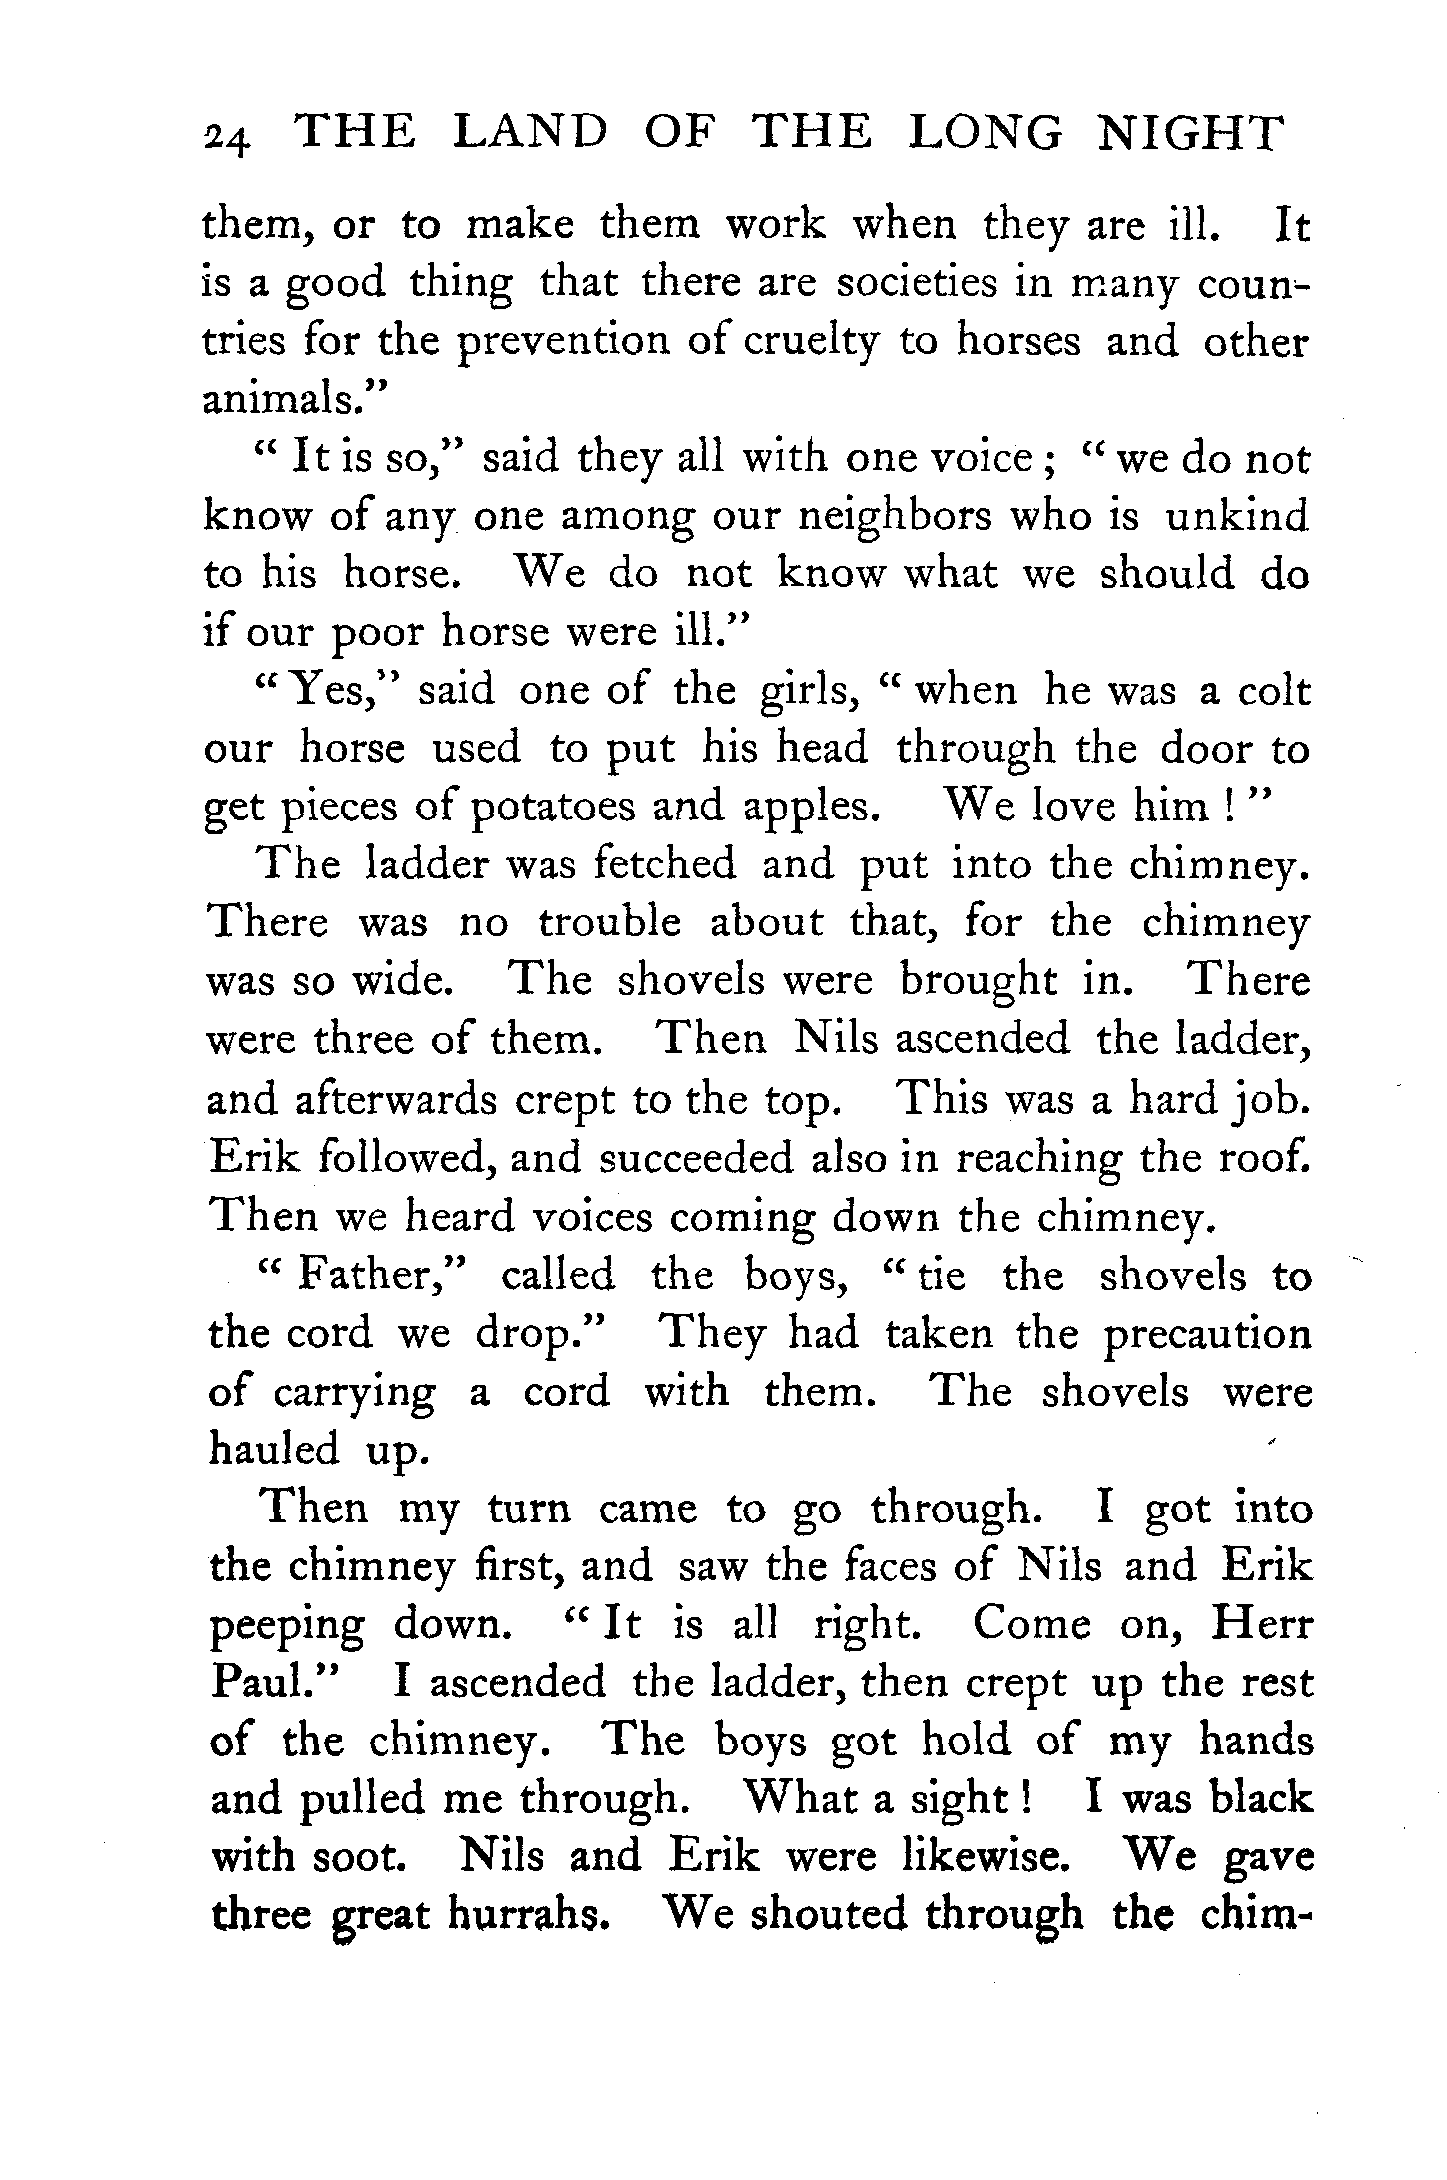 24 THE LAND OF THE LONG NIGHT
them, or to make them work when they are ill. It
is a good thing that there are societies in many coun-
tries for the prevention of cruelty to horses and other
animals.”
“ It is so,” said they all with one voice ; “ we do not
know of any one among our neighbors who is unkind
to his horse. We do not know what we should do
if our poor horse were ill.”
“ Yes,” said one of the girls, “ when he was a colt
our horse used to put his head through the door to
get pieces of potatoes and apples. We love him ! ”
The ladder was fetched and put into the chimney.
There was no trouble about that, for the chimney
was so wide. The shovels were brought in. There
were three of them. Then Nils ascended the ladder,
and afterwards crept to the top. This was a hard job.
Erik followed, and succeeded also in reaching the roof.
Then we heard voices coming down the chimney.
“ Father,” called the boys, “ tie the shovels to
the cord we drop.” They had taken the precaution
of carrying a cord with them. The shovels were
hauled up.
Then my turn came to go through. I got into
the chimney first, and saw the faces of Nils and Erik
peeping down. “ It is all right. Come on, Herr
Paul.” I ascended the ladder, then crept up the rest
of the chimney. The boys got hold of my hands
and pulled me through. What a sight ! I was black
with soot. Nils and Erik were likewise. We gave
three great hurrahs. We shouted through the chim-